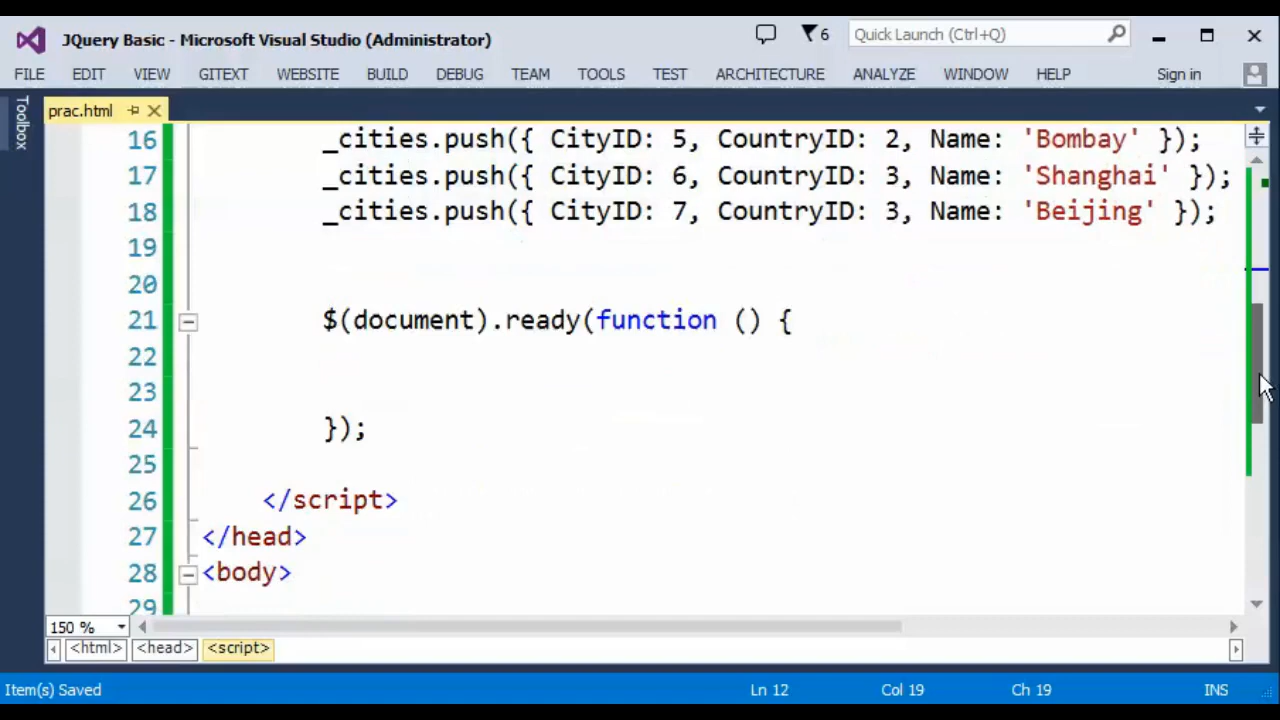 JQuery Basic - Microsoft Visual Studio (Administrator)
6
Quick Launch (Ctrl+Q)
FILE EDIT VIEW GITEXT WEBSITE BUILD DEBUG TEAM TOOLS TEST ARCHITECTURE ANALYZE WINDOW HELP Sign in
Toolbox
prac.html
16 _cities.push({ CityID: 5, CountryID: 2, Name: 'Bombay' });
17 _cities.push({ CityID: 6, CountryID: 3, Name: 'Shanghai' });
18 _cities.push({ CityID: 7, CountryID: 3, Name: 'Beijing' });
19
20
21 $(document).ready(function () {
22
23
24 });
25
26 </script>
27 </head>
28 <body>
29
150 %
<html> <head> <script>
Item(s) Saved Ln 12 Col 19 Ch 19 INS